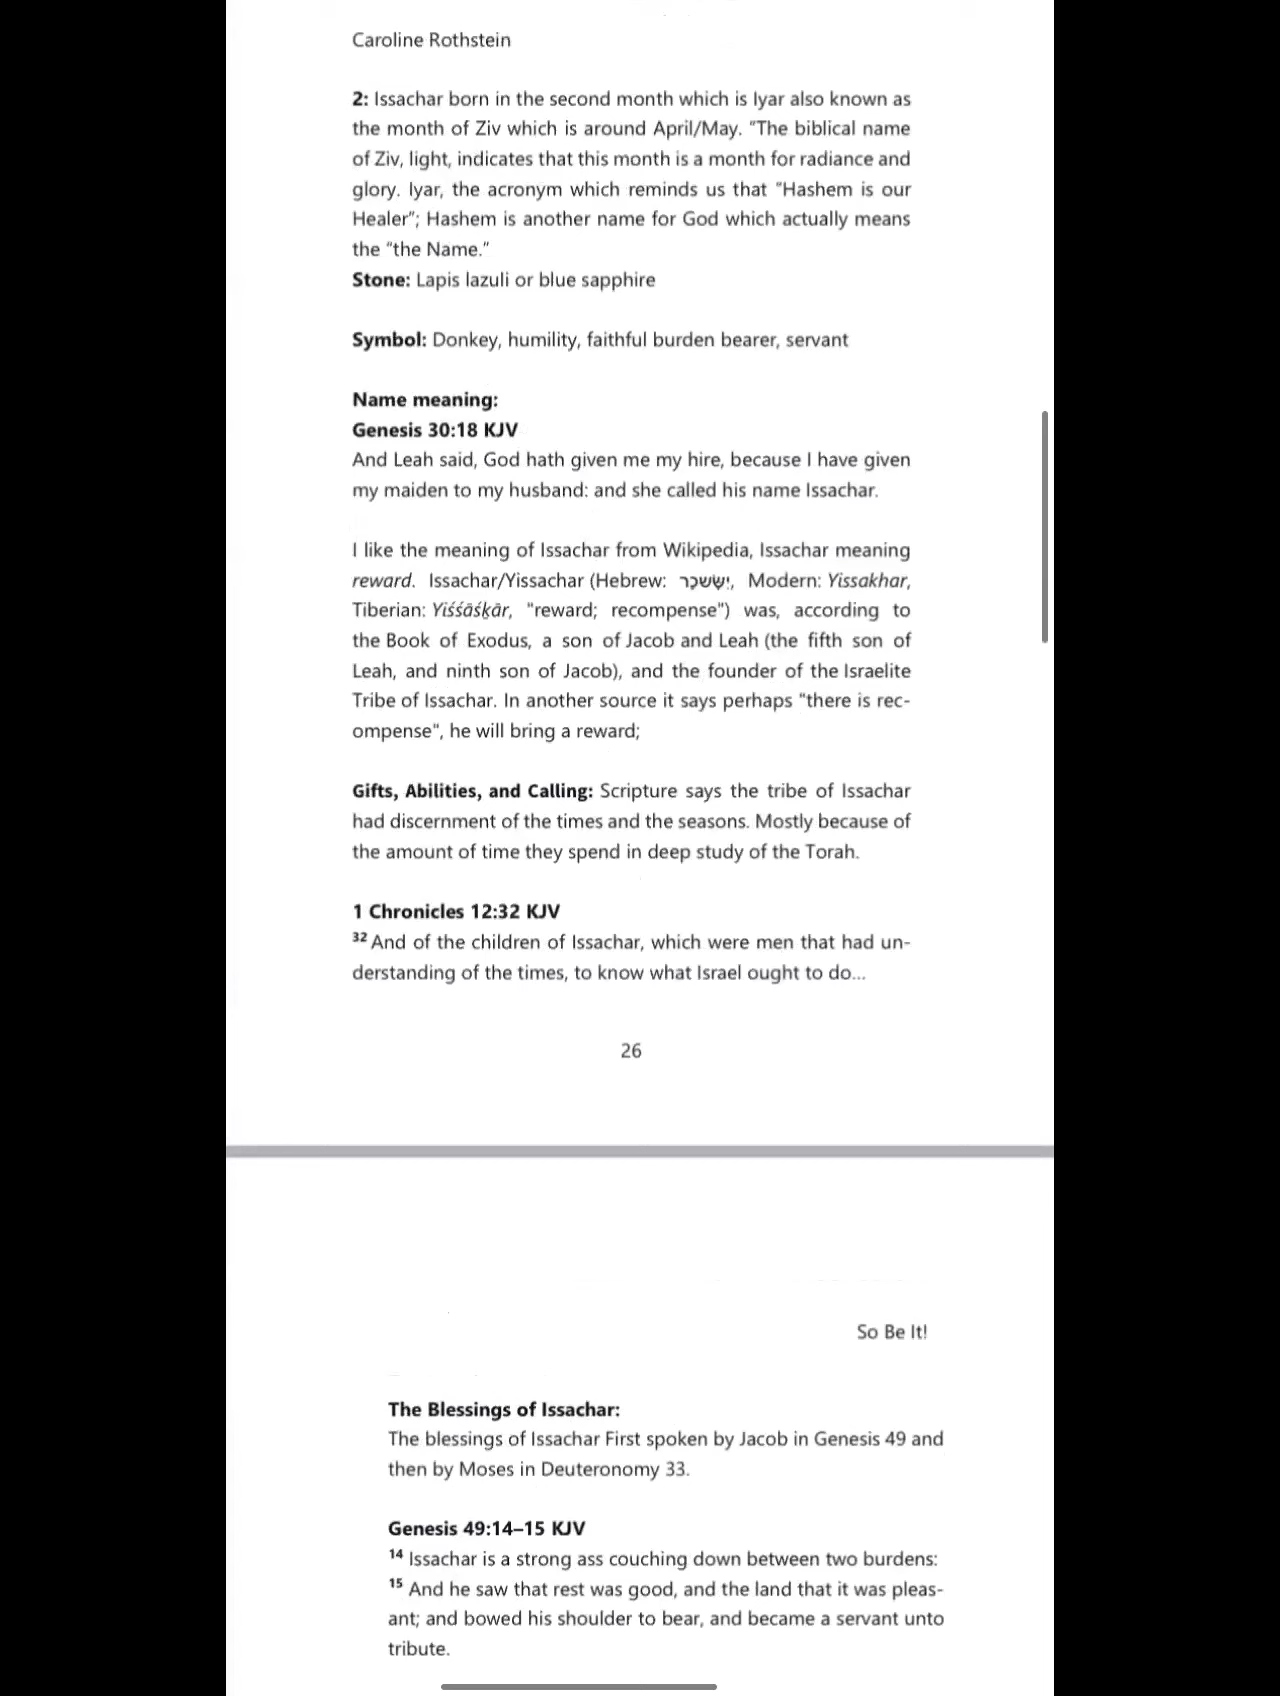 Caroline Rothstein
2: Issachar born in the second month which is Iyar also known as
the month of Ziv which is around April/May. "The biblical name
of Ziv, light, indicates that this month is a month for radiance and
glory. Iyar, the acronym which reminds us that "Hashem is our
Healer"; Hashem is another name for God which actually means
the "the Name."
Stone: Lapis lazuli or blue sapphire
Symbol: Donkey, humility, faithful burden bearer, servant
Name meaning:
Genesis 30:18 KJV
And Leah said, God hath given me my hire, because I have given
my maiden to my husband: and she called his name Issachar.
I like the meaning of Issachar from Wikipedia, Issachar meaning
reward. Issachar/Yissachar (Hebrew: יִשָּׂשכָר, Modern: Yissakhar,
Tiberian: Yiśśāśḵār, "reward; recompense") was, according to
the Book of Exodus, a son of Jacob and Leah (the fifth son of
Leah, and ninth son of Jacob), and the founder of the Israelite
Tribe of Issachar. In another source it says perhaps "there is rec-
ompense", he will bring a reward;
Gifts, Abilities, and Calling: Scripture says the tribe of Issachar
had discernment of the times and the seasons. Mostly because of
the amount of time they spend in deep study of the Torah.
1 Chronicles 12:32 KJV
32 And of the children of Issachar, which were men that had un-
derstanding of the times, to know what Israel ought to do...
26
So Be It!
The Blessings of Issachar:
The blessings of Issachar First spoken by Jacob in Genesis 49 and
then by Moses in Deuteronomy 33.
Genesis 49:14–15 KJV
14 Issachar is a strong ass couching down between two burdens:
15 And he saw that rest was good, and the land that it was pleas-
ant; and bowed his shoulder to bear, and became a servant unto
tribute.